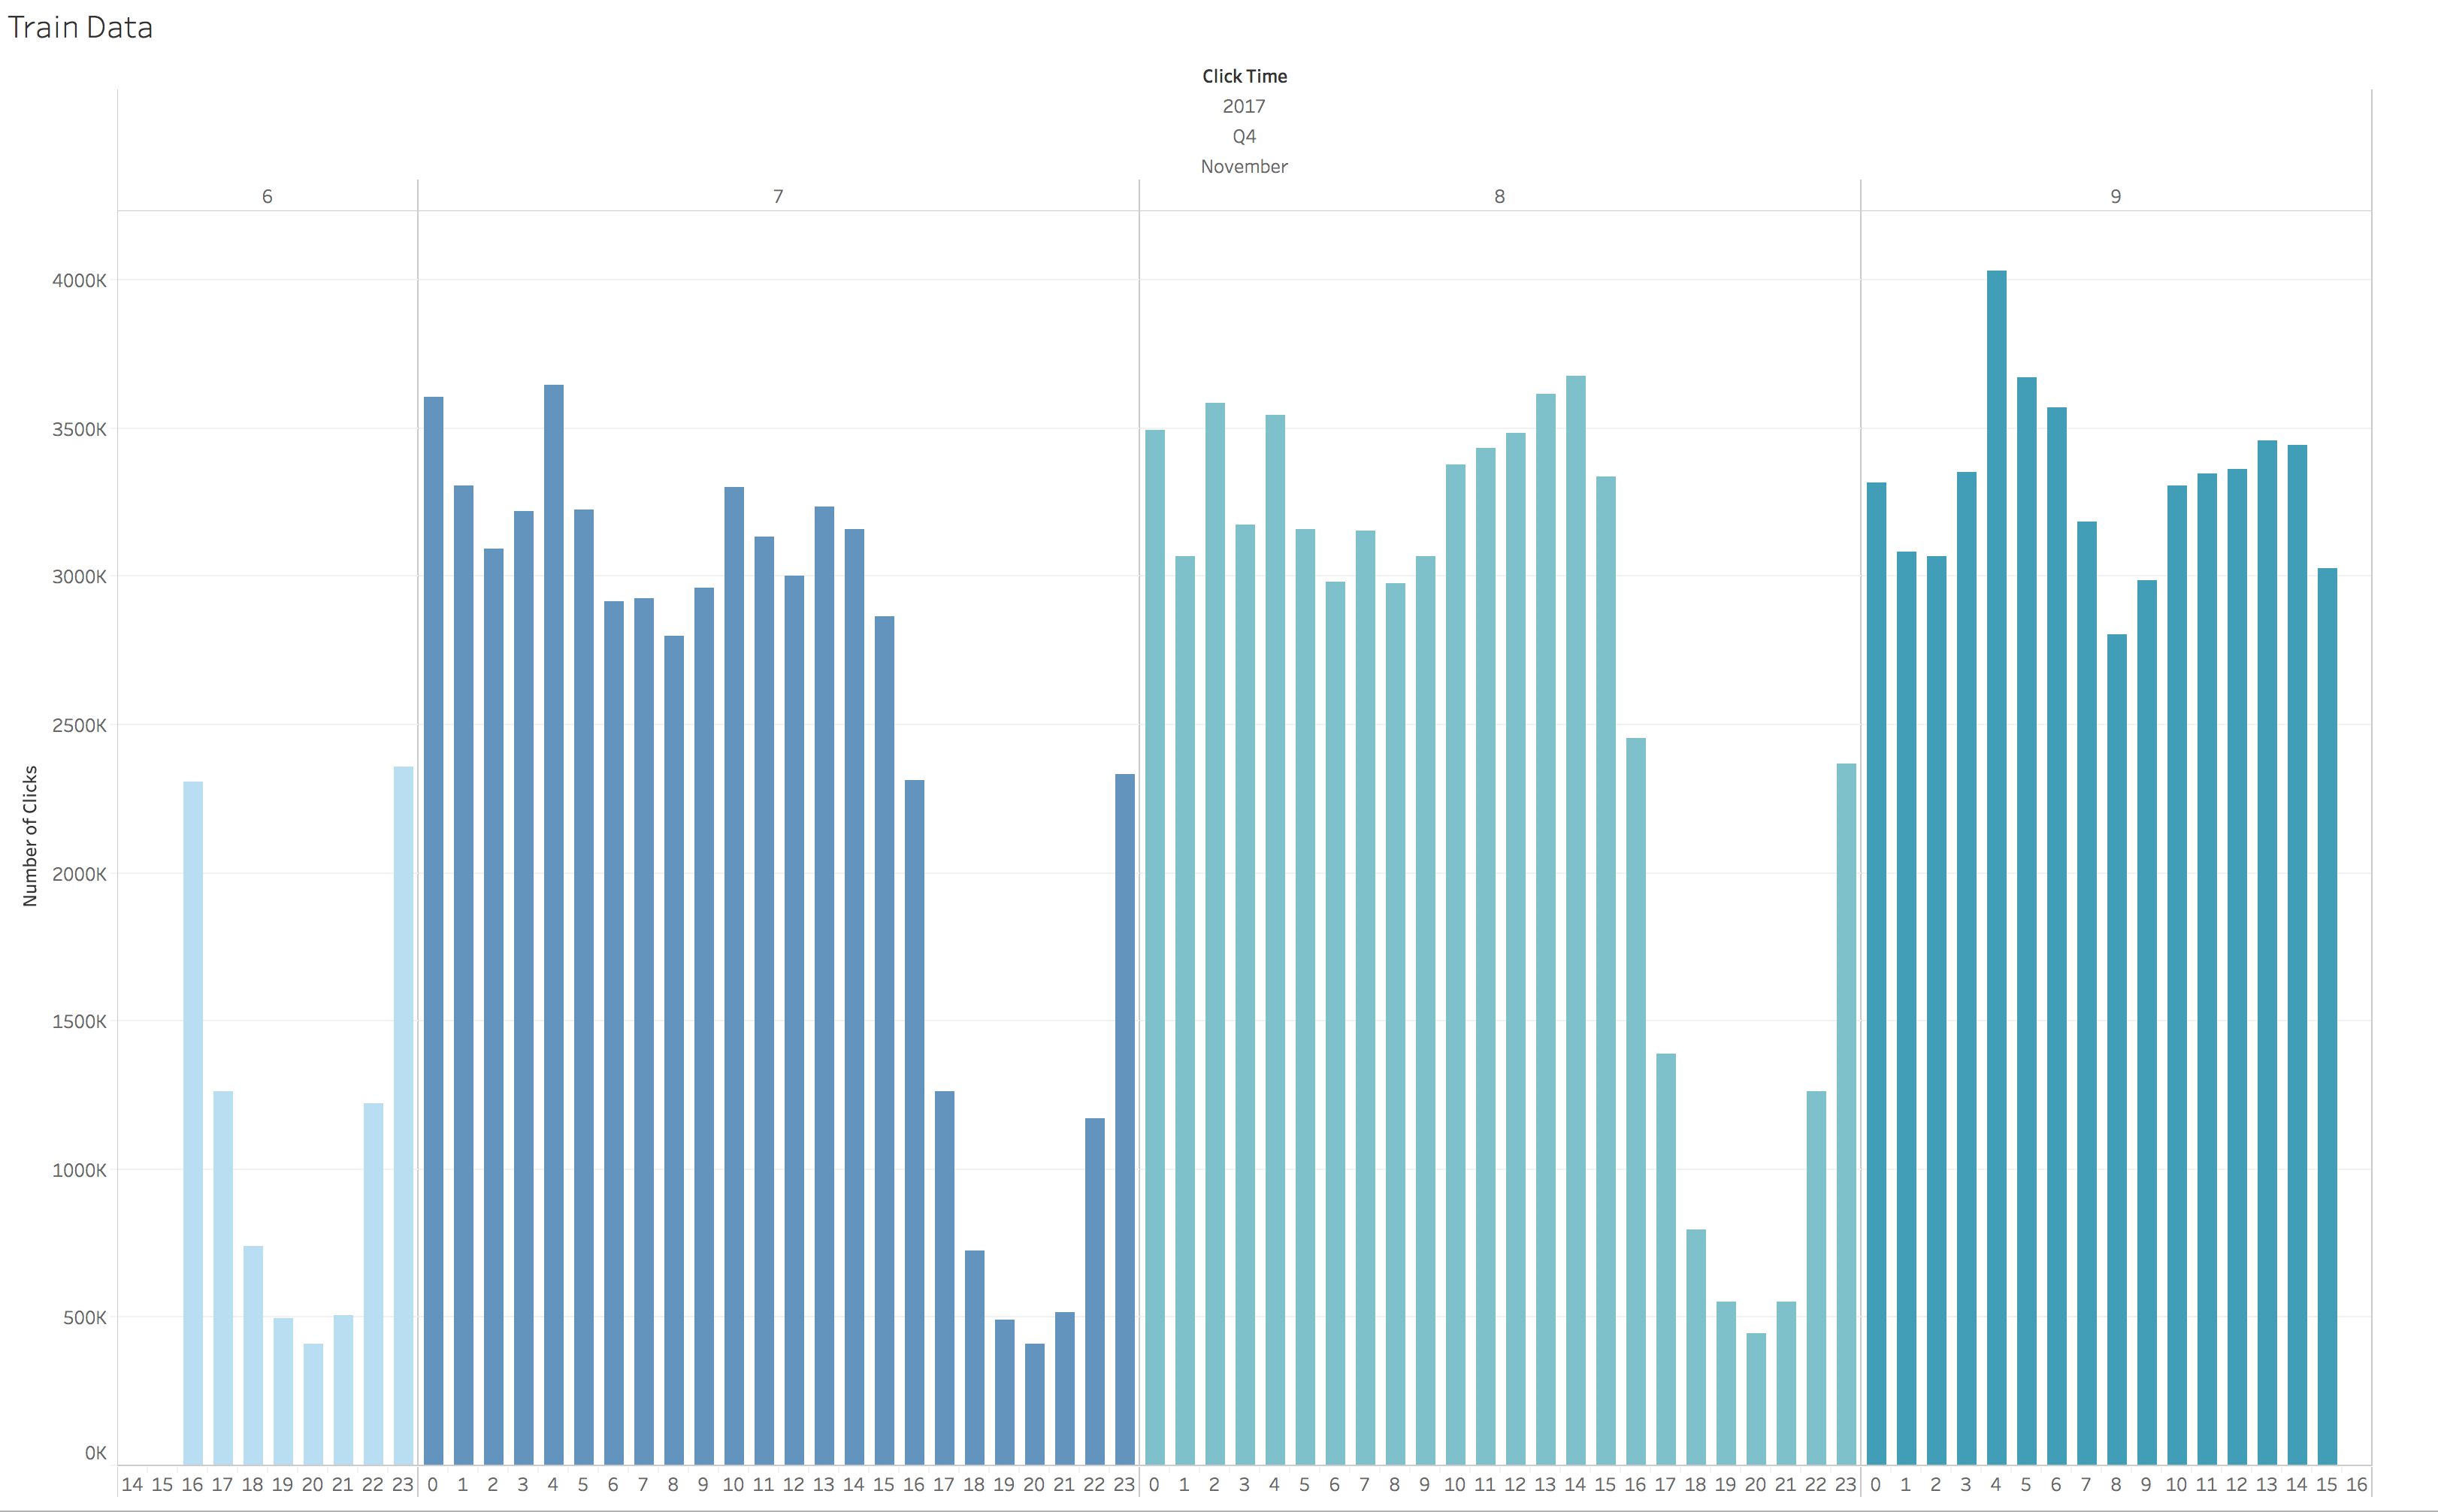 Train Data
Click Time
2017
Q4
November
6 7 8 9
4000K
3500K
3000K
2500K
2000K
1500K
1000K
500K
0K
Number of Clicks
14 15 16 17 18 19 20 21 22 23 0 1 2 3 4 5 6 7 8 9 10 11 12 13 14 15 16 17 18 19 20 21 22 23 0 1 2 3 4 5 6 7 8 9 10 11 12 13 14 15 16 17 18 19 20 21 22 23 0 1 2 3 4 5 6 7 8 9 10 11 12 13 14 15 16